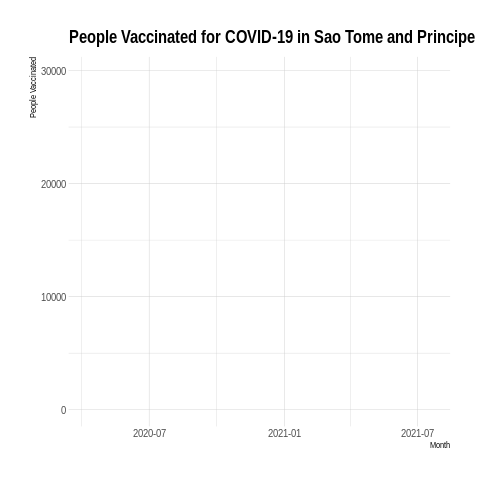 People Vaccinated for COVID-19 in Sao Tome and Principe
People Vaccinated
30000
20000
10000
0
2020-07 2021-01 2021-07
Month